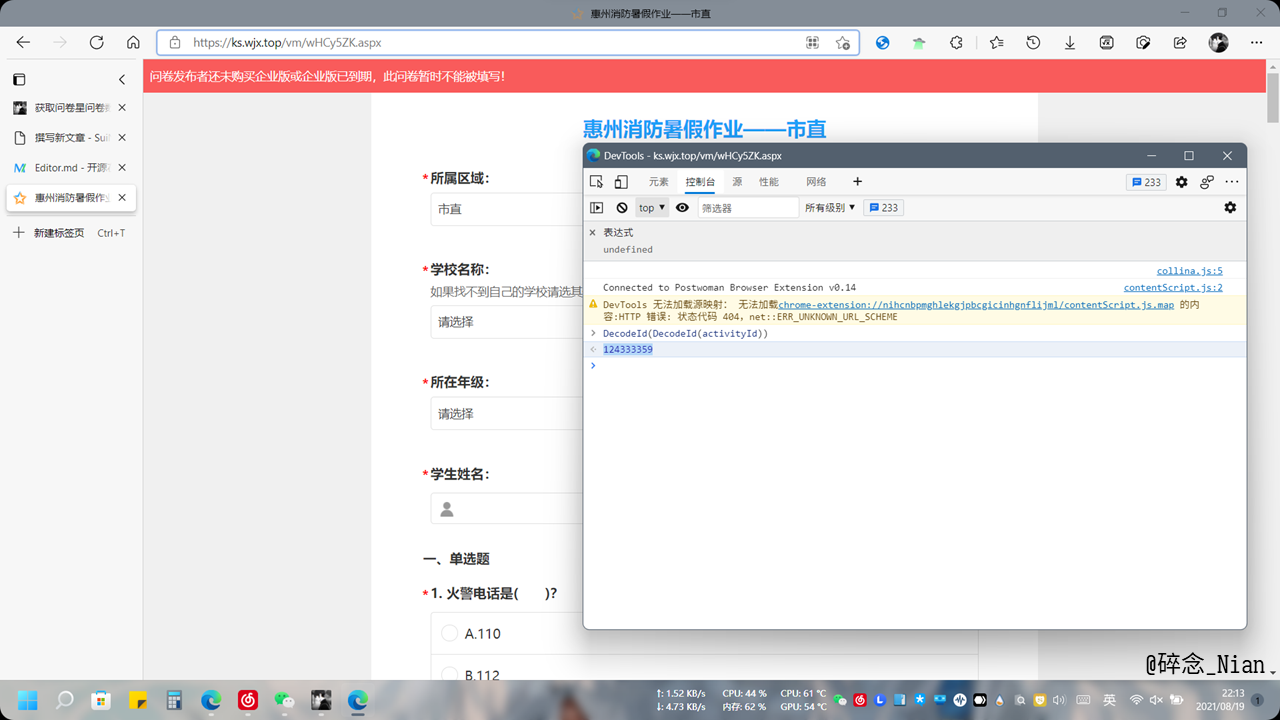 惠州消防暑假作业——市直
https://ks.wjx.top/vm/wHCy5ZK.aspx
问卷发布者还未购买企业版或企业版已到期，此问卷暂时不能被填写！
获取问卷星问卷
撰写新文章 - Sui
Editor.md - 开源
惠州消防暑假作
新建标签页 Ctrl+T
惠州消防暑假作业——市直
*所属区域：
市直
*学校名称：
如果找不到自己的学校请选其
请选择
*所在年级：
请选择
*学生姓名：
一、单选题
*1. 火警电话是( )?
A.110
B.112
DevTools - ks.wjx.top/vm/wHCy5ZK.aspx
元素 控制台 源 性能 网络 233
top 筛选器 所有级别 233
表达式
undefined
collina.js:5
Connected to Postwoman Browser Extension v0.14 contentScript.js:2
DevTools 无法加载源映射： 无法加载chrome-extension://nihcnbpmghlekgjpbcgicinhgnflijml/contentScript.js.map 的内
容:HTTP 错误: 状态代码 404，net::ERR_UNKNOWN_URL_SCHEME
DecodeId(DecodeId(activityId))
124333359
@碎念_Nian
↑: 1.52 KB/s CPU: 44 % CPU: 61 °C
↓: 4.73 KB/s 内存: 62 % GPU: 54 °C
英
22:13
2021/08/19
1